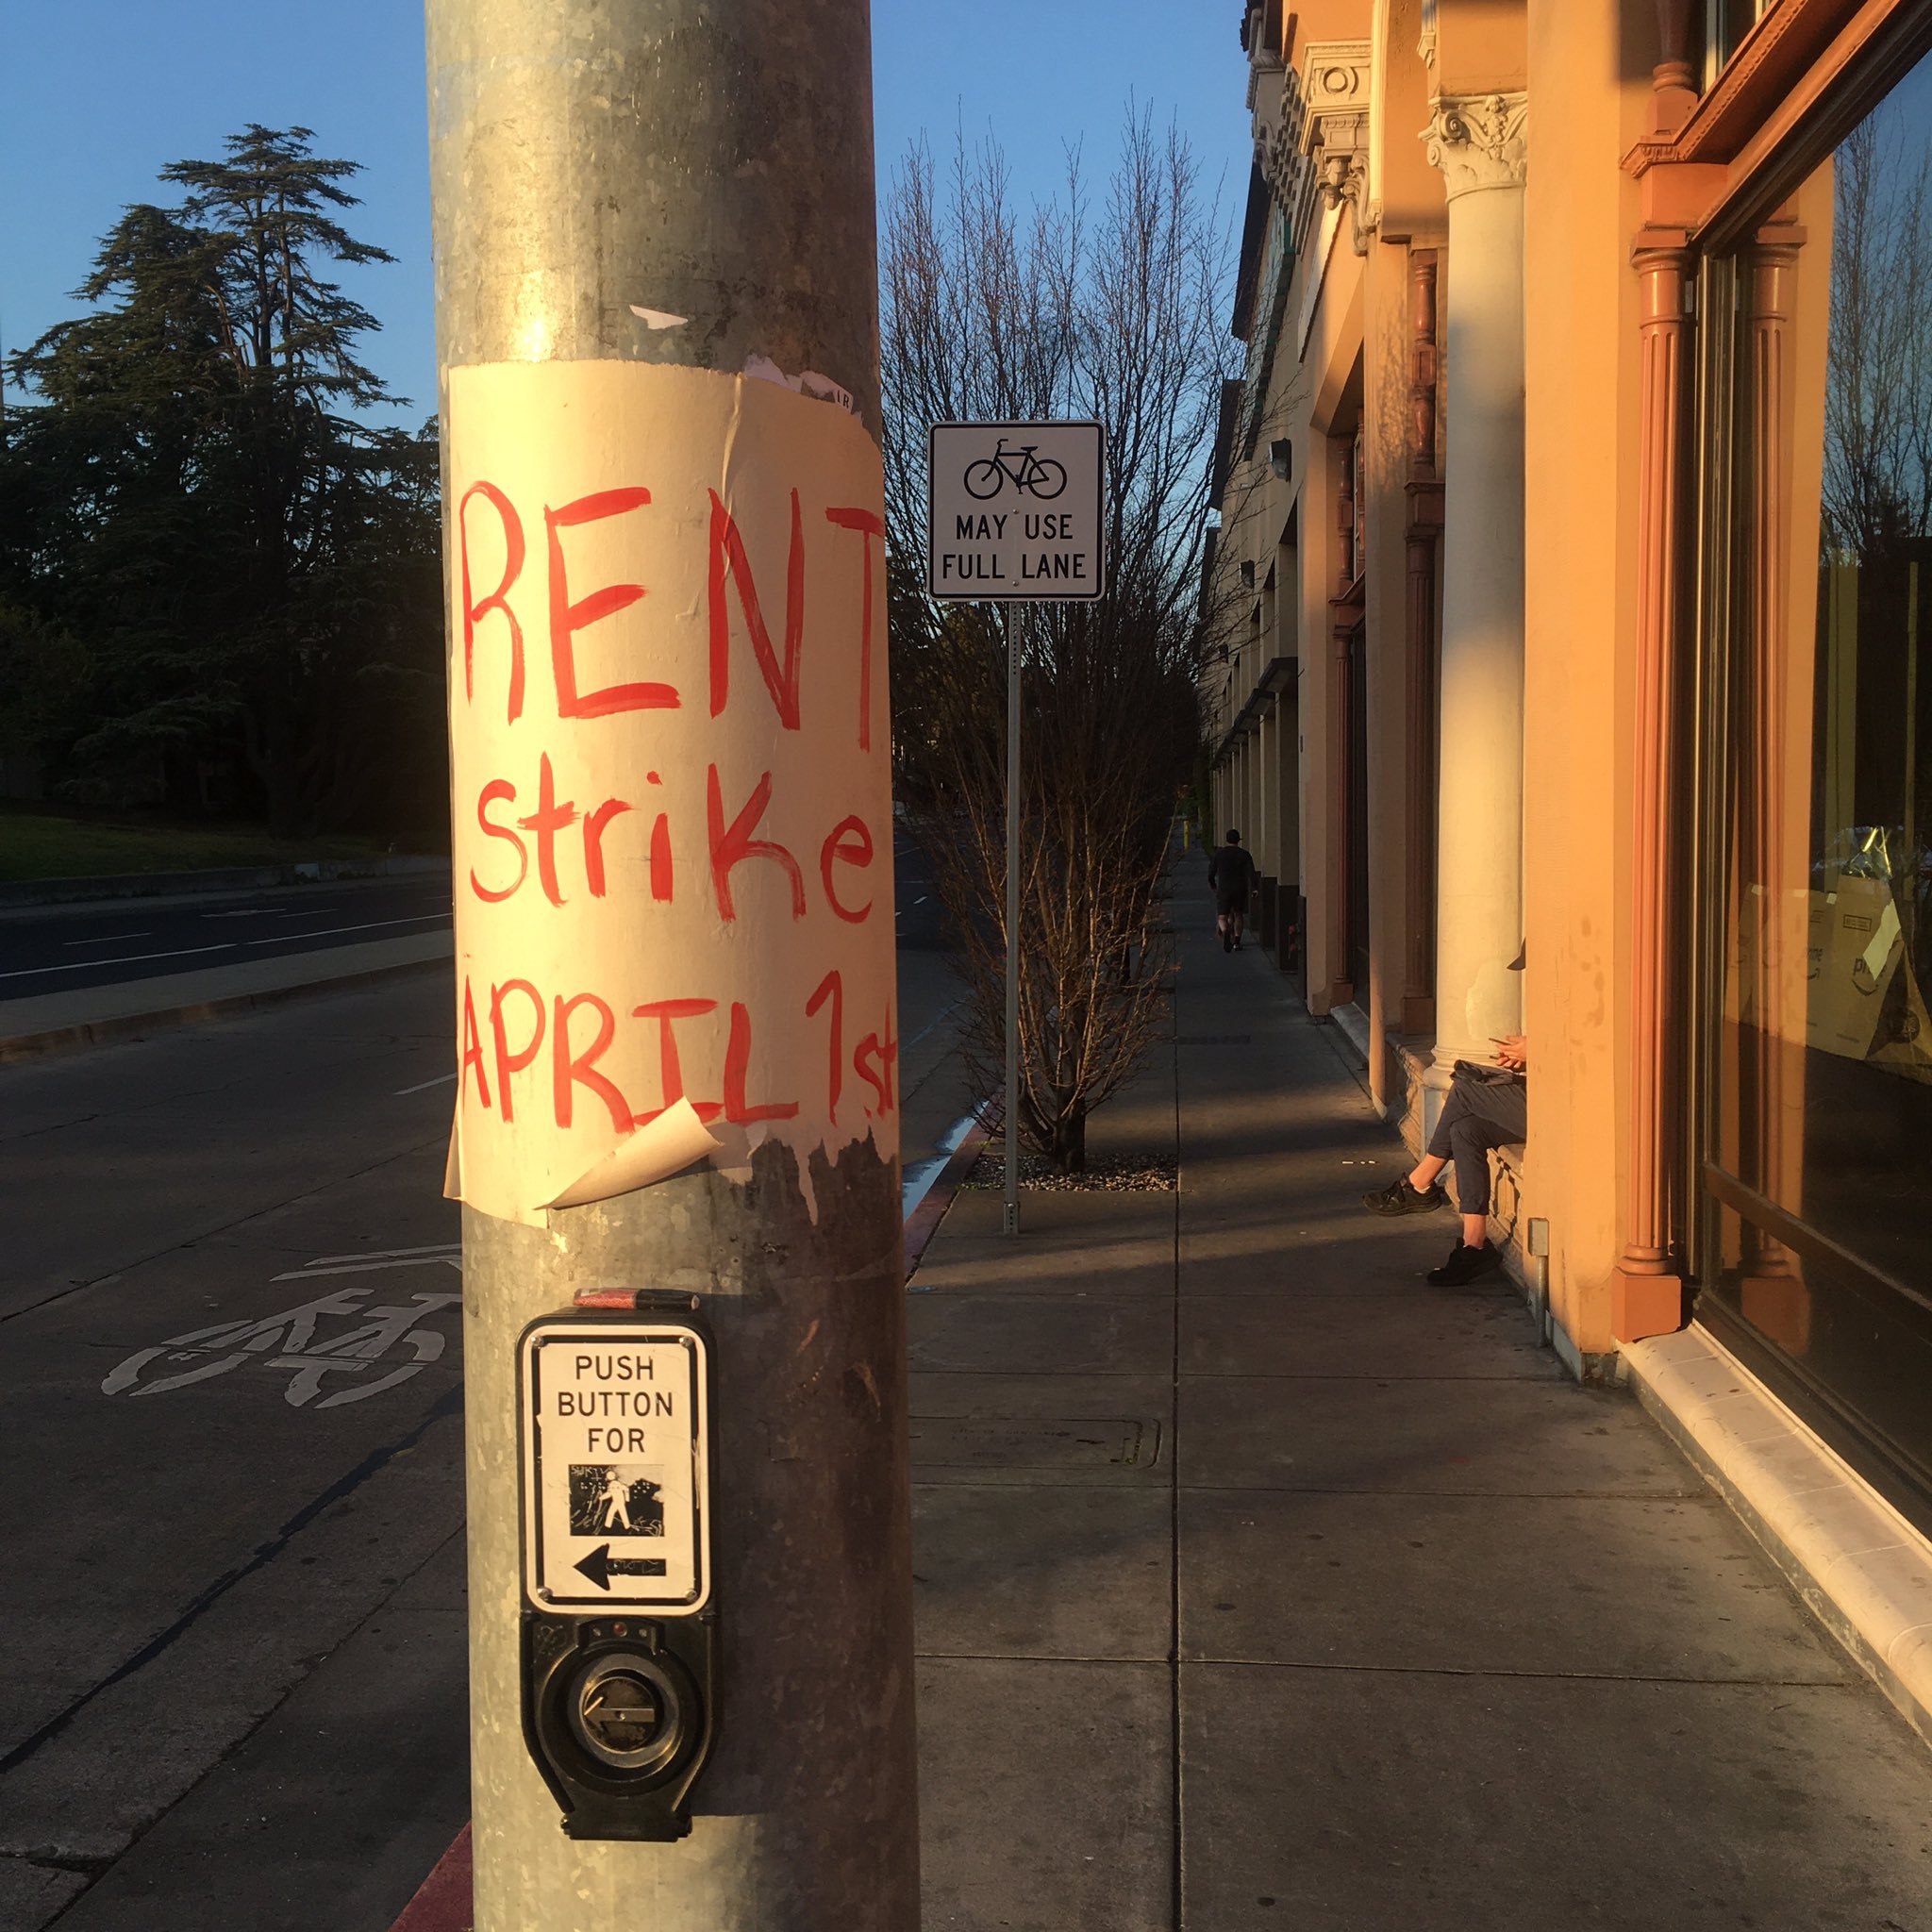 RENT
strike
APRIL 1st
MAY USE
FULL LANE
PUSH
BUTTON
FOR